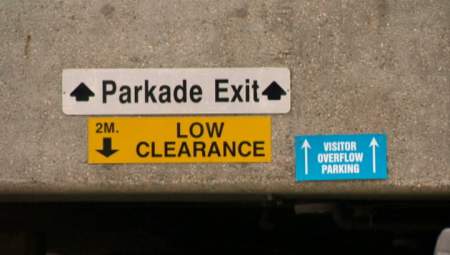 Parkade Exit
2M.
LOW
CLEARANCE
VISITOR
OVERFLOW
PARKING